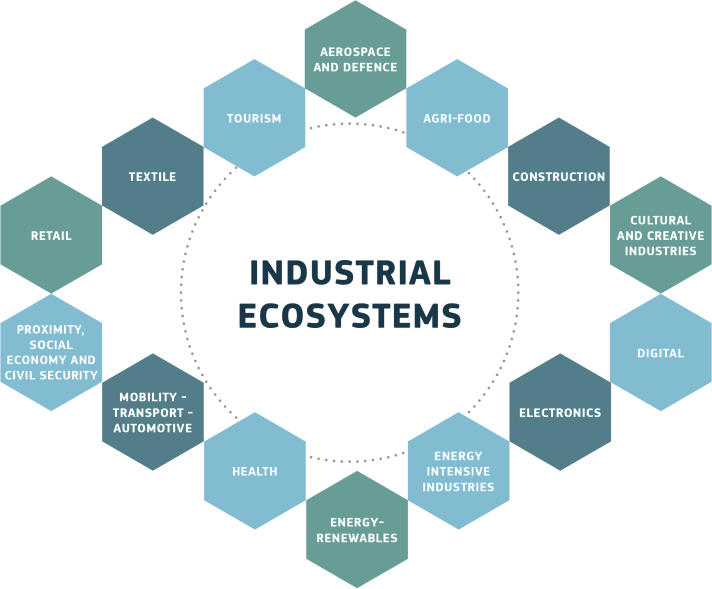 AEROSPACE
AND DEFENCE
TOURISM
AGRI-FOOD
TEXTILE
CONSTRUCTION
RETAIL
CULTURAL
AND CREATIVE
INDUSTRIES
INDUSTRIAL
ECOSYSTEMS
PROXIMITY,
SOCIAL
ECONOMY AND
CIVIL SECURITY
DIGITAL
MOBILITY -
TRANSPORT -
AUTOMOTIVE
ELECTRONICS
HEALTH
ENERGY
INTENSIVE
INDUSTRIES
ENERGY-
RENEWABLES